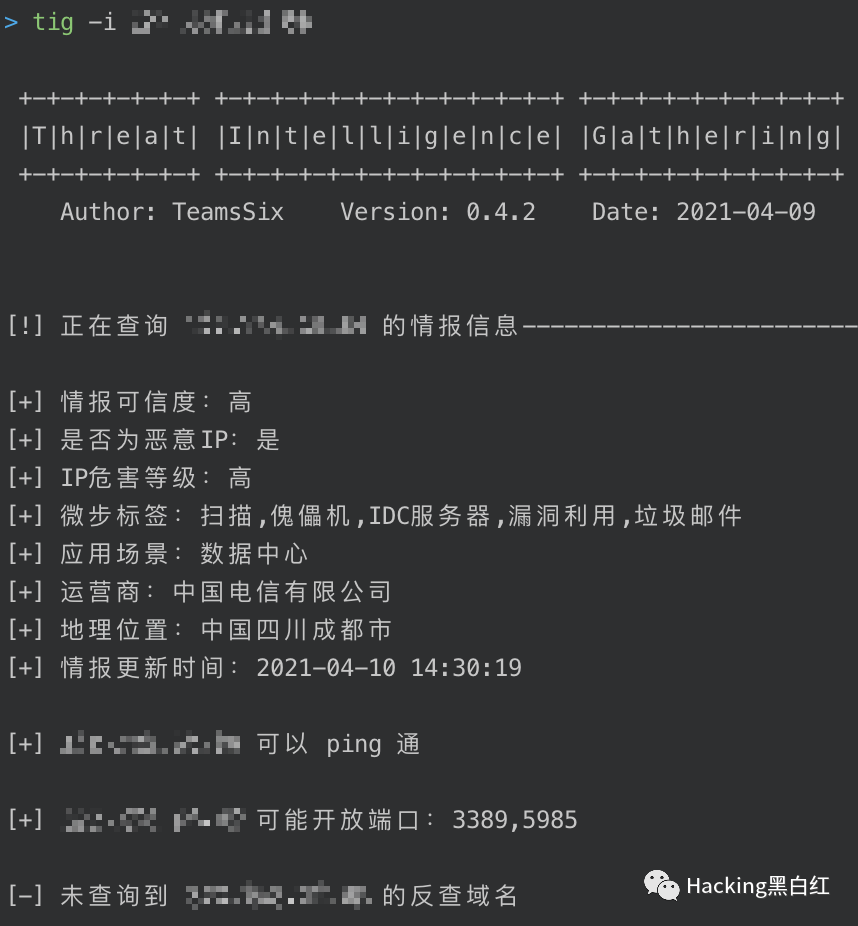 > tig -i
+-+-+-+-+-+-+ +-+-+-+-+-+-+-+-+-+-+-+-+ +-+-+-+-+-+-+-+-+-+
|T|h|r|e|a|t| |I|n|t|e|l|l|i|g|e|n|c|e| |G|a|t|h|e|r|i|n|g|
+-+-+-+-+-+-+ +-+-+-+-+-+-+-+-+-+-+-+-+ +-+-+-+-+-+-+-+-+-+
Author: TeamsSix Version: 0.4.2 Date: 2021-04-09
[!] 正在查询 的情报信息------------------------
[+] 情报可信度: 高
[+] 是否为恶意IP: 是
[+] IP危害等级: 高
[+] 微步标签: 扫描,傀儡机,IDC服务器,漏洞利用,垃圾邮件
[+] 应用场景: 数据中心
[+] 运营商: 中国电信有限公司
[+] 地理位置: 中国四川成都市
[+] 情报更新时间: 2021-04-10 14:30:19
[+] 可以 ping 通
[+] 可能开放端口: 3389,5985
[-] 未查询到 的反查域名
Hacking黑白红